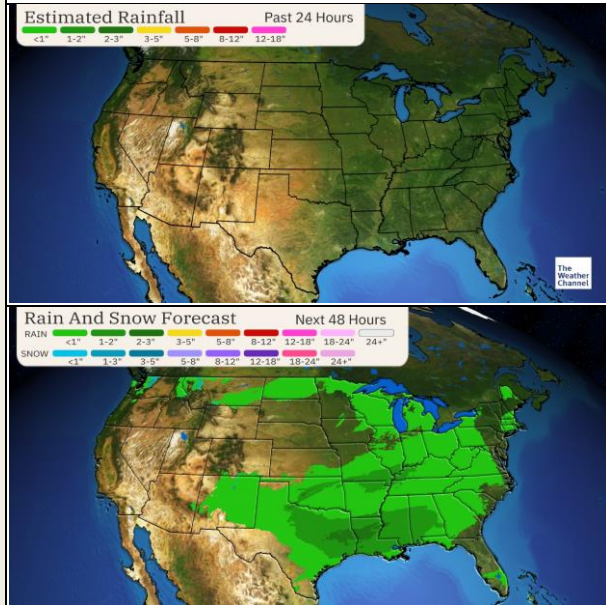 Estimated Rainfall Past 24 Hours
<1" 1-2" 2-3" 3-5" 5-8" 8-12" 12-18"
The
Weather
Channel
Rain And Snow Forecast Next 48 Hours
RAIN
<1" 1-2" 2-3" 3-5" 5-8" 8-12" 12-18" 18-24" 24+"
SNOW
<1" 1-3" 3-5" 5-8" 8-12" 12-18" 18-24" 24+"